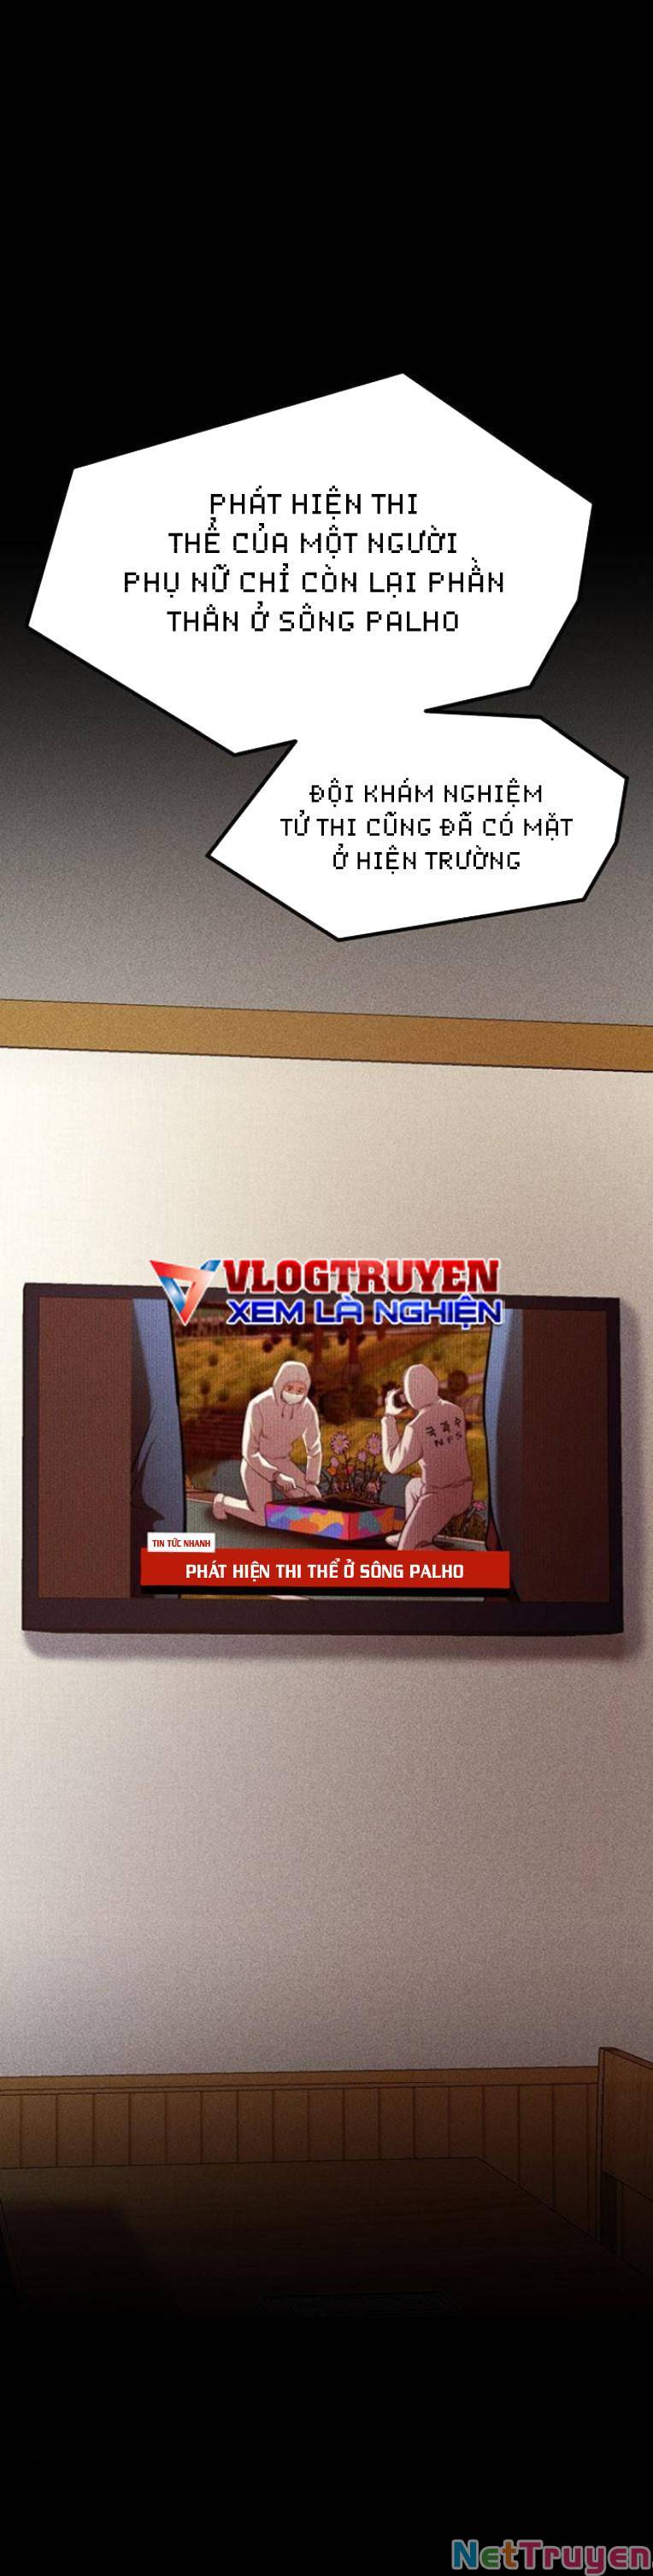 PHÁT HIỆN THI
THỂ CỦA MỘT NGƯỜI
PHỤ NỮ CHỈ CÒN LẠI PHẦN
THÂN Ở SÔNG PALHO
ĐỘI KHÁM NGHIỆM
TỬ THI CŨNG ĐÃ CÓ MẶT
Ở HIỆN TRƯỜNG
VLOGTRUYEN
XEM LÀ NGHIỆN
국과수
NFS
TIN TỨC NHANH
PHÁT HIỆN THI THỂ Ở SÔNG PALHO
NetTruyen